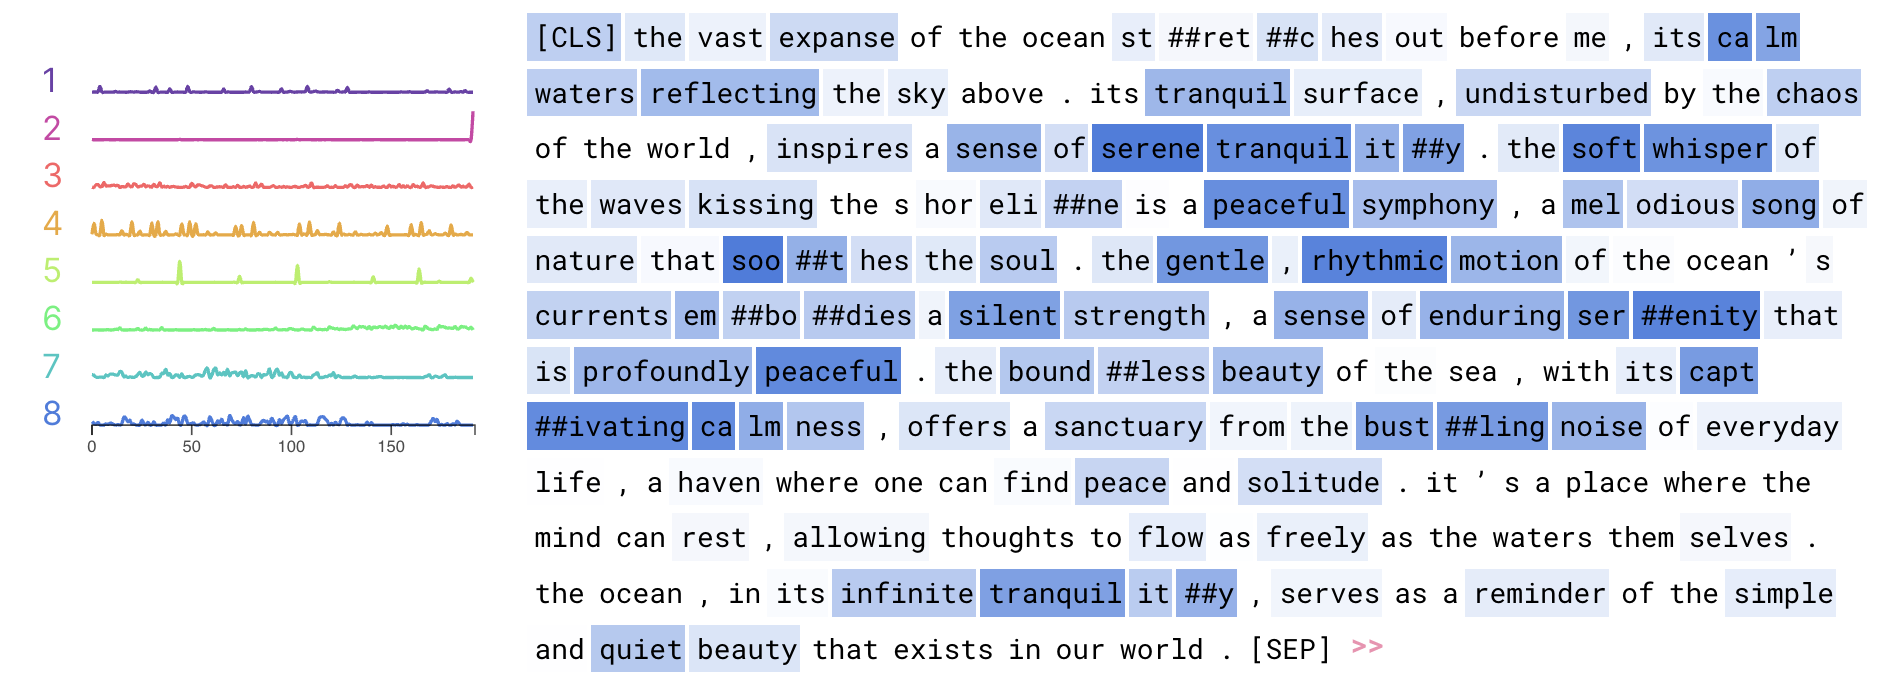 1
2
3
4
5
6
7
8
0 50 100 150
[CLS] the vast expanse of the ocean st ##ret ##c hes out before me , its ca lm
waters reflecting the sky above . its tranquil surface , undisturbed by the chaos
of the world , inspires a sense of serene tranquil it ##y . the soft whisper of
the waves kissing the s hor eli ##ne is a peaceful symphony , a mel odious song of
nature that soo ##t hes the soul . the gentle , rhythmic motion of the ocean ’ s
currents em ##bo ##dies a silent strength , a sense of enduring ser ##enity that
is profoundly peaceful . the bound ##less beauty of the sea , with its capt
##ivating ca lm ness , offers a sanctuary from the bust ##ling noise of everyday
life , a haven where one can find peace and solitude . it ’ s a place where the
mind can rest , allowing thoughts to flow as freely as the waters them selves .
the ocean , in its infinite tranquil it ##y , serves as a reminder of the simple
and quiet beauty that exists in our world . [SEP] >>